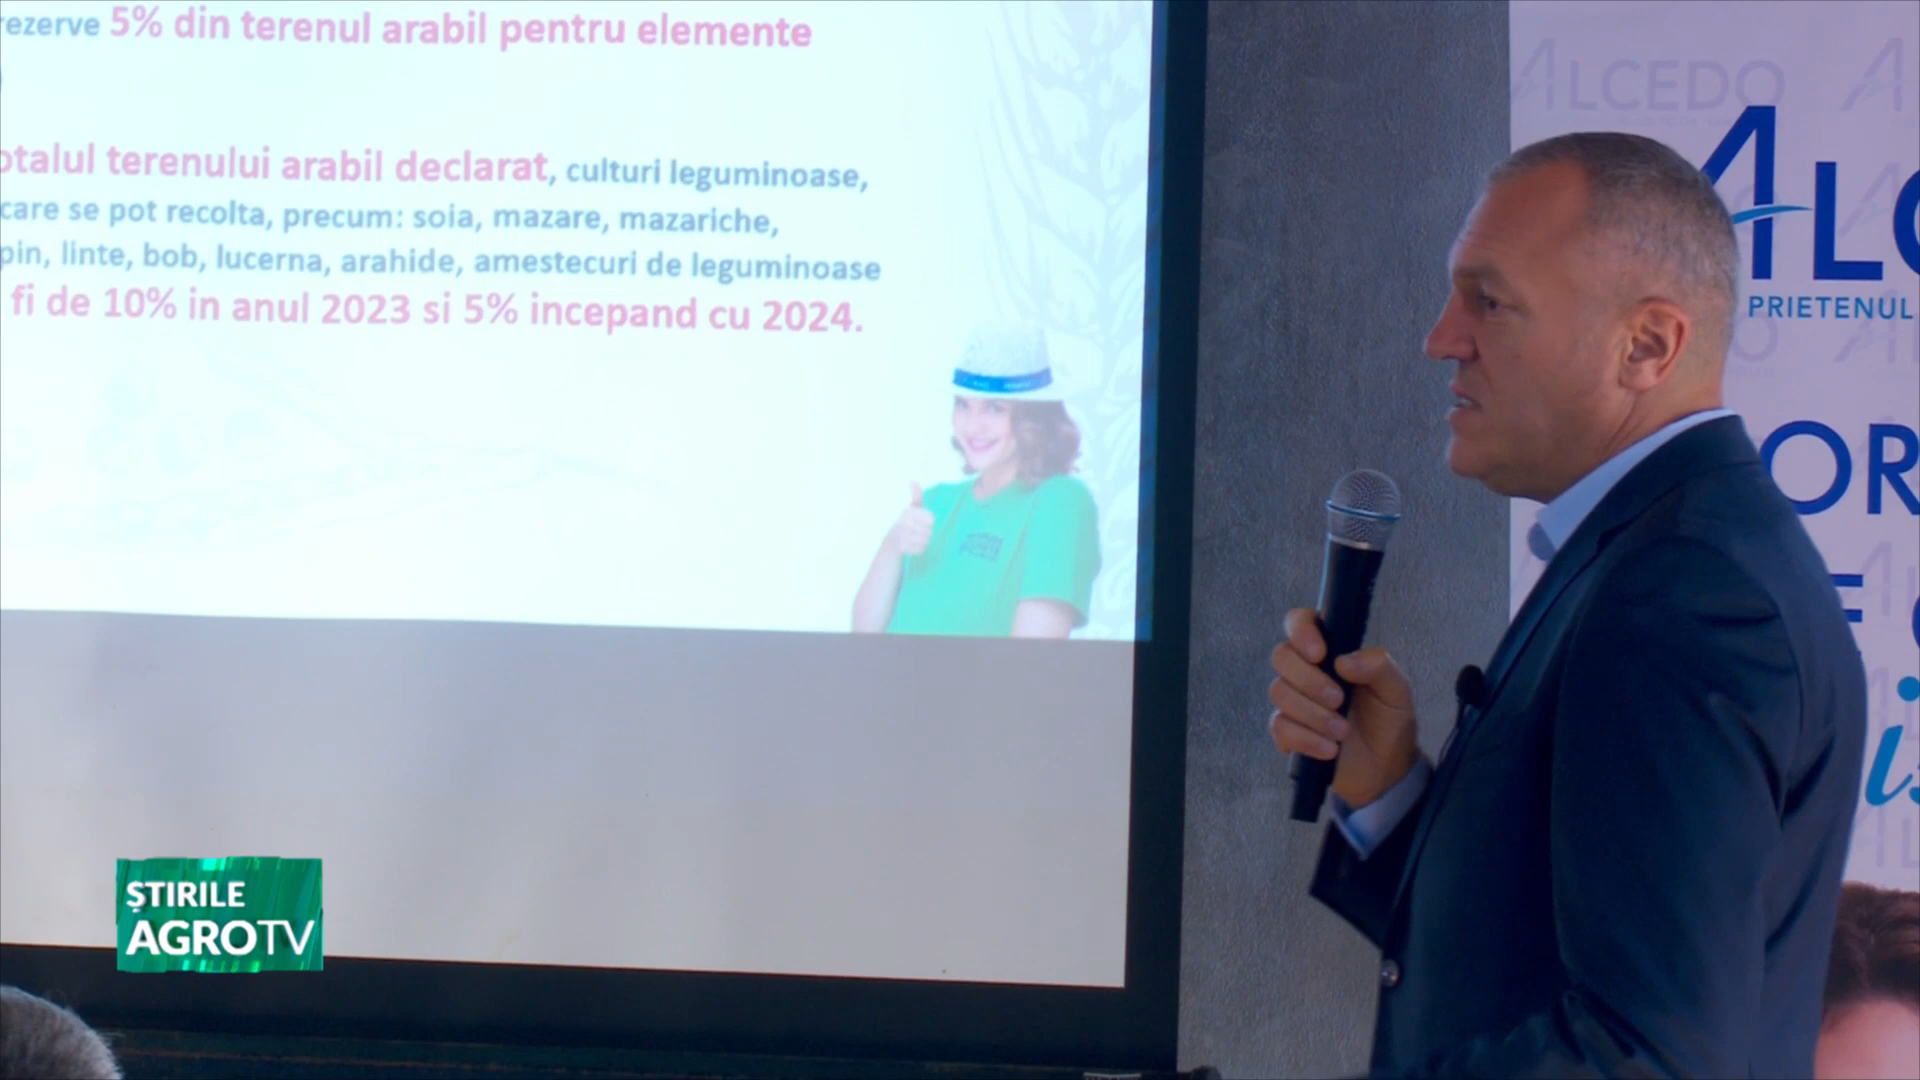 rezerve 5% din terenul arabil pentru elemente
otalul terenului arabil declarat, culturi leguminoase,
care se pot recolta, precum: soia, mazare, mazariche,
pin, linte, bob, lucerna, arahide, amestecuri de leguminoase
fi de 10% in anul 2023 si 5% incepand cu 2024.
ALCEDO
ALC
PRIETENUL
OR
ȘTIRILE
AGROTV